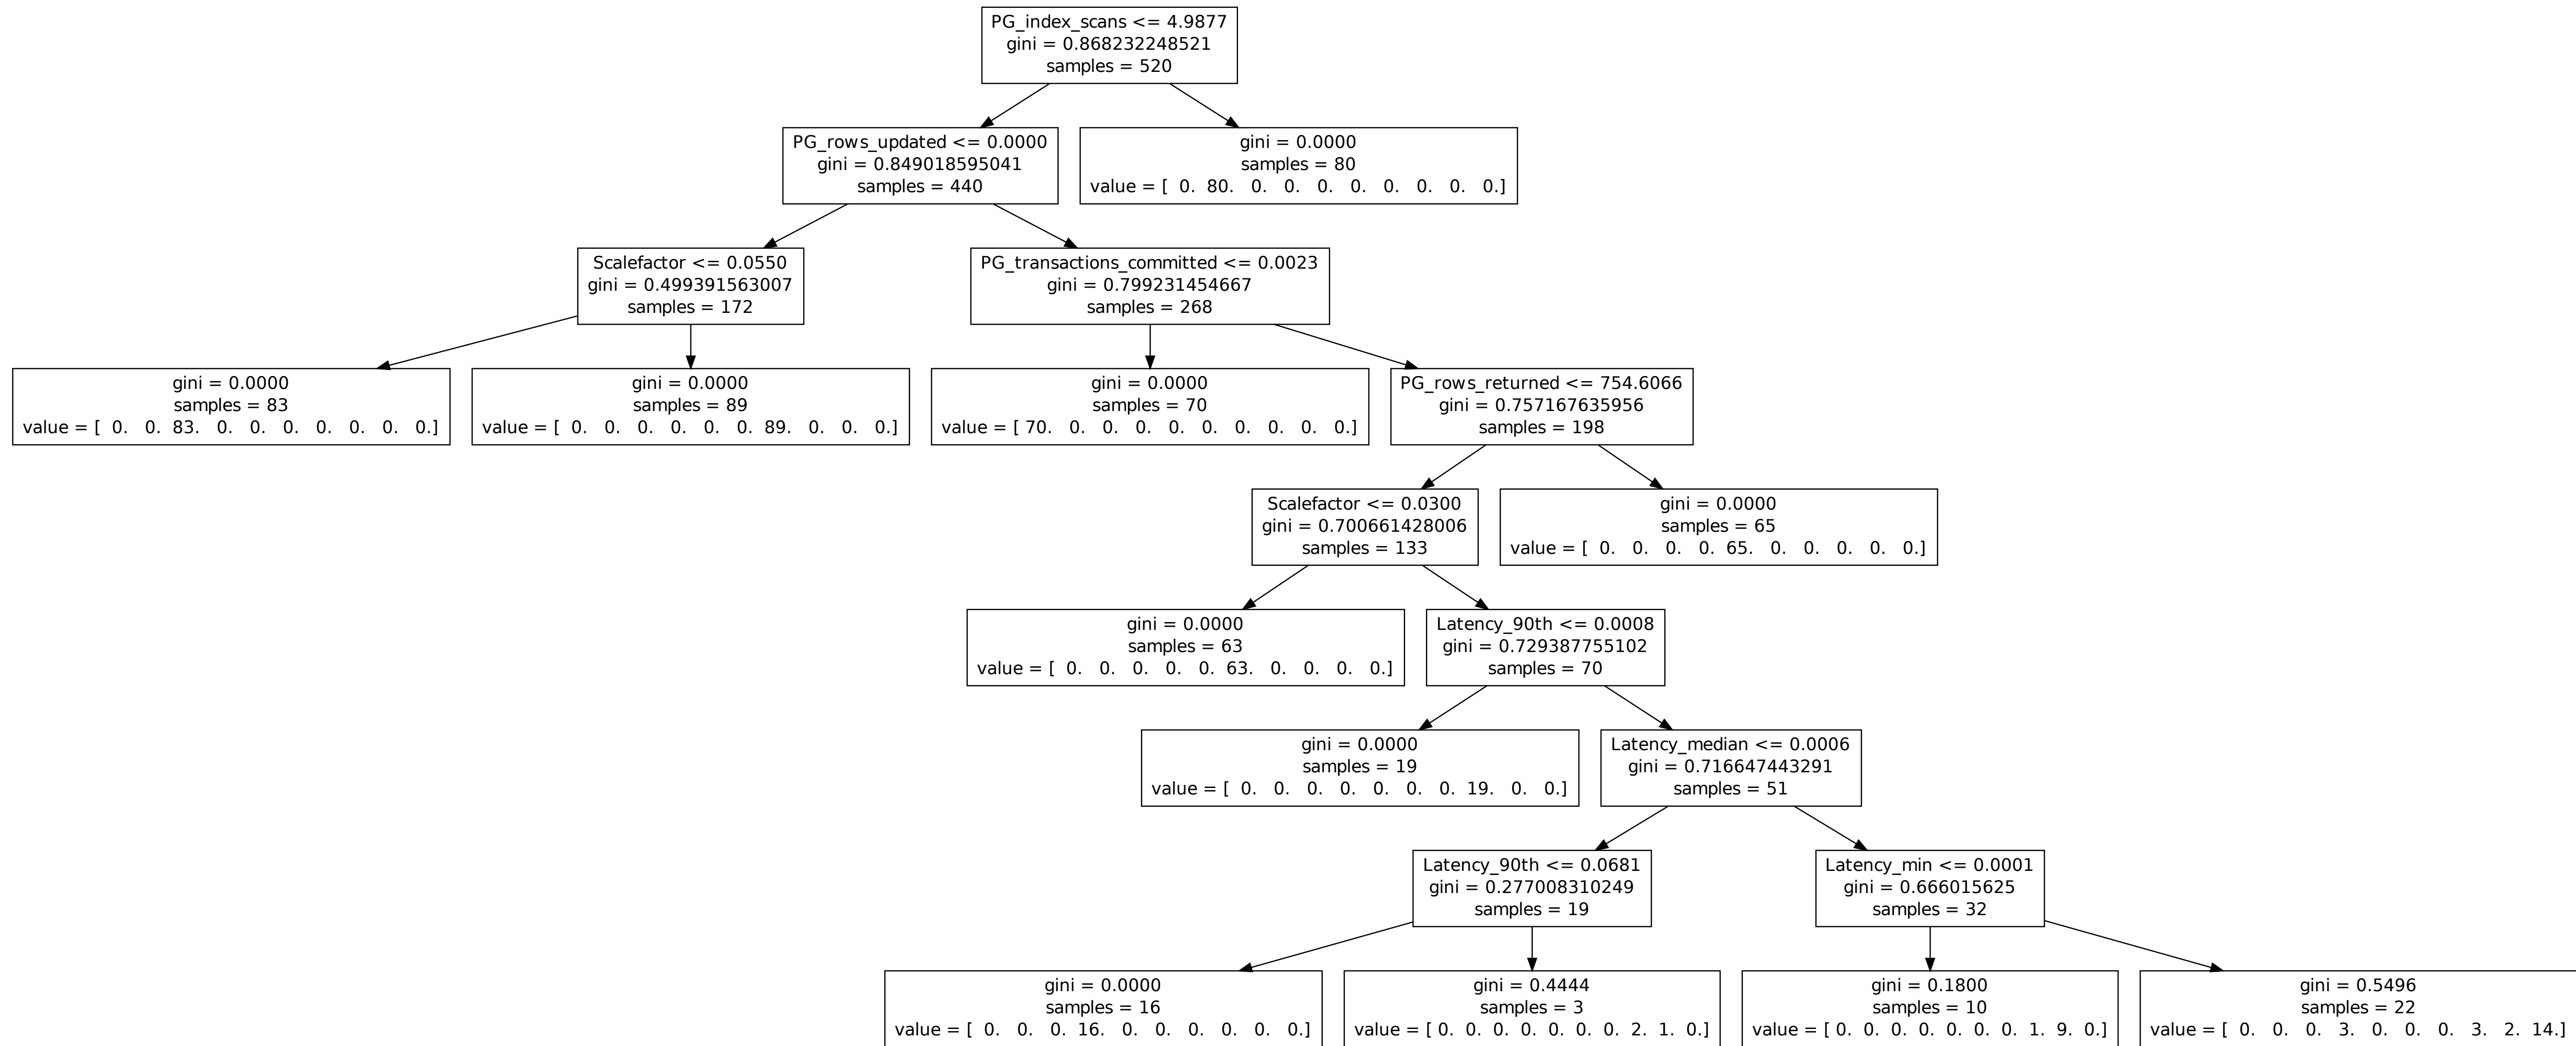 PG_index_scans <= 4.9877
gini = 0.868232248521
samples = 520
PG_rows_updated <= 0.0000
gini = 0.849018595041
samples = 440
gini = 0.0000
samples = 80
value = [  0.  80.   0.   0.   0.   0.   0.   0.   0.   0.]
Scalefactor <= 0.0550
gini = 0.499391563007
samples = 172
PG_transactions_committed <= 0.0023
gini = 0.799231454667
samples = 268
gini = 0.0000
samples = 83
value = [  0.   0.  83.   0.   0.   0.   0.   0.   0.   0.]
gini = 0.0000
samples = 89
value = [  0.   0.   0.   0.   0.   0.  89.   0.   0.   0.]
gini = 0.0000
samples = 70
value = [ 70.   0.   0.   0.   0.   0.   0.   0.   0.   0.]
PG_rows_returned <= 754.6066
gini = 0.757167635956
samples = 198
Scalefactor <= 0.0300
gini = 0.700661428006
samples = 133
gini = 0.0000
samples = 65
value = [  0.   0.   0.   0.  65.   0.   0.   0.   0.   0.]
gini = 0.0000
samples = 63
value = [  0.   0.   0.   0.   0.  63.   0.   0.   0.   0.]
Latency_90th <= 0.0008
gini = 0.729387755102
samples = 70
gini = 0.0000
samples = 19
value = [  0.   0.   0.   0.   0.   0.   0.  19.   0.   0.]
Latency_median <= 0.0006
gini = 0.716647443291
samples = 51
Latency_90th <= 0.0681
gini = 0.277008310249
samples = 19
Latency_min <= 0.0001
gini = 0.666015625
samples = 32
gini = 0.0000
samples = 16
value = [  0.   0.   0.  16.   0.   0.   0.   0.   0.   0.]
gini = 0.4444
samples = 3
value = [ 0.  0.  0.  0.  0.  0.  0.  2.  1.  0.]
gini = 0.1800
samples = 10
value = [ 0.  0.  0.  0.  0.  0.  0.  1.  9.  0.]
gini = 0.5496
samples = 22
value = [  0.   0.   0.   3.   0.   0.   0.   3.   2.  14.]